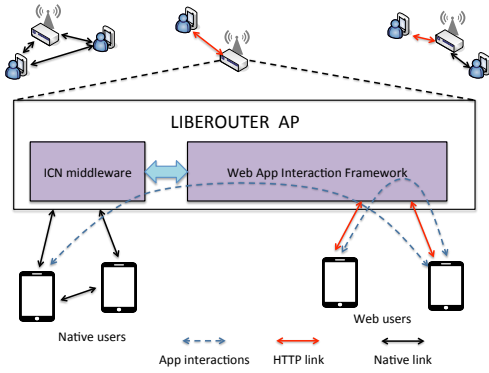 LIBEROUTER AP
ICN middleware
Web App Interaction Framework
Native users
Web users
App interactions
HTTP link
Native link